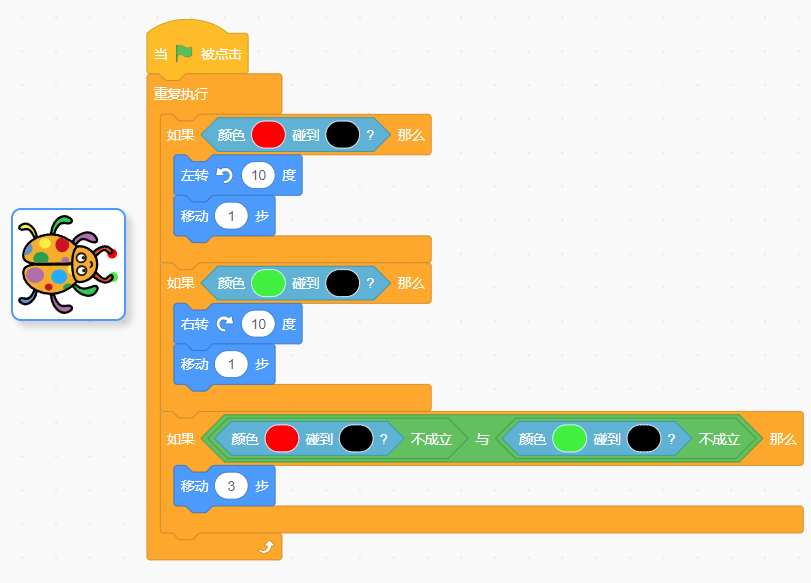 当 被点击
重复执行
如果 颜色 碰到 ? 那么
左转 10 度
移动 1 步
如果 颜色 碰到 ? 那么
右转 10 度
移动 1 步
如果 颜色 碰到 ? 不成立 与 颜色 碰到 ? 不成立 那么
移动 3 步